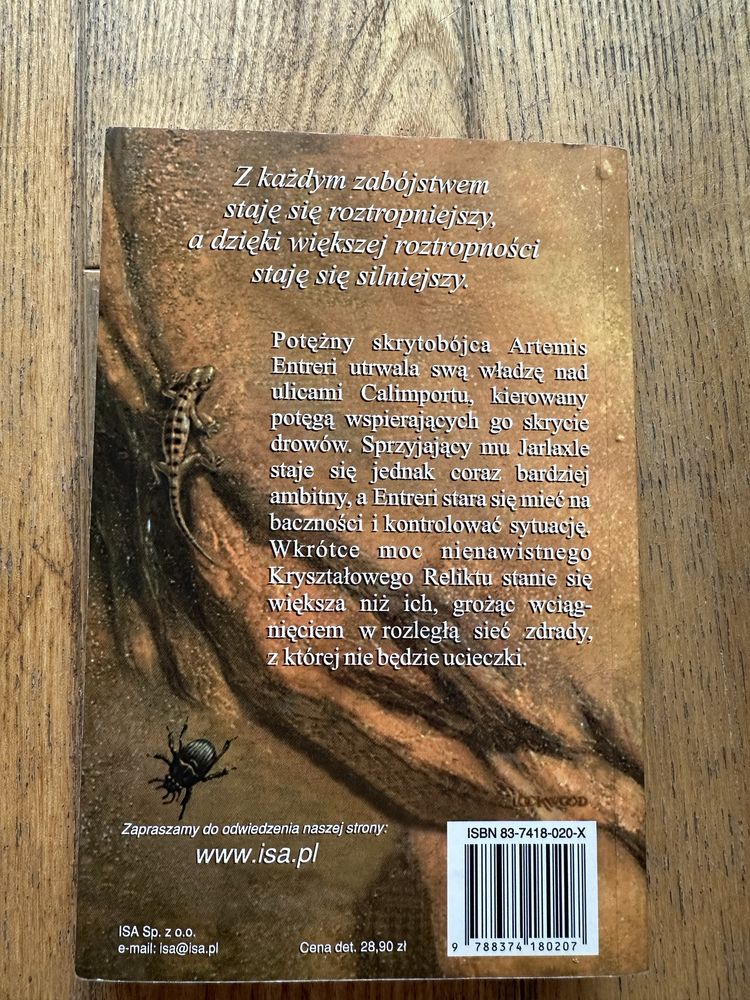 Z każdym zabójstwem
staję się roztropniejszy,
a dzięki większej roztropności
staję się silniejszy.
Potężny skrytobójca Artemis
Entreri utrwala swą władzę nad
ulicami Calimportu, kierowany
potęgą wspierających go skrycie
drowów. Sprzyjający mu Jarlaxle
staje się jednak coraz bardziej
ambitny, a Entreri stara się mieć na
baczności i kontrolować sytuację.
Wkrótce moc nienawistnego
Kryształowego Reliktu stanie się
większa niż ich, grożąc wciąg-
nięciem w rozległą sieć zdrady,
z której nie będzie ucieczki.
LOCKWOOD
Zapraszamy do odwiedzenia naszej strony:
www.isa.pl
ISA Sp. z o.o.
e-mail: isa@isa.pl
Cena det. 28,90 zł
ISBN 83-7418-020-X
9 788374 180207